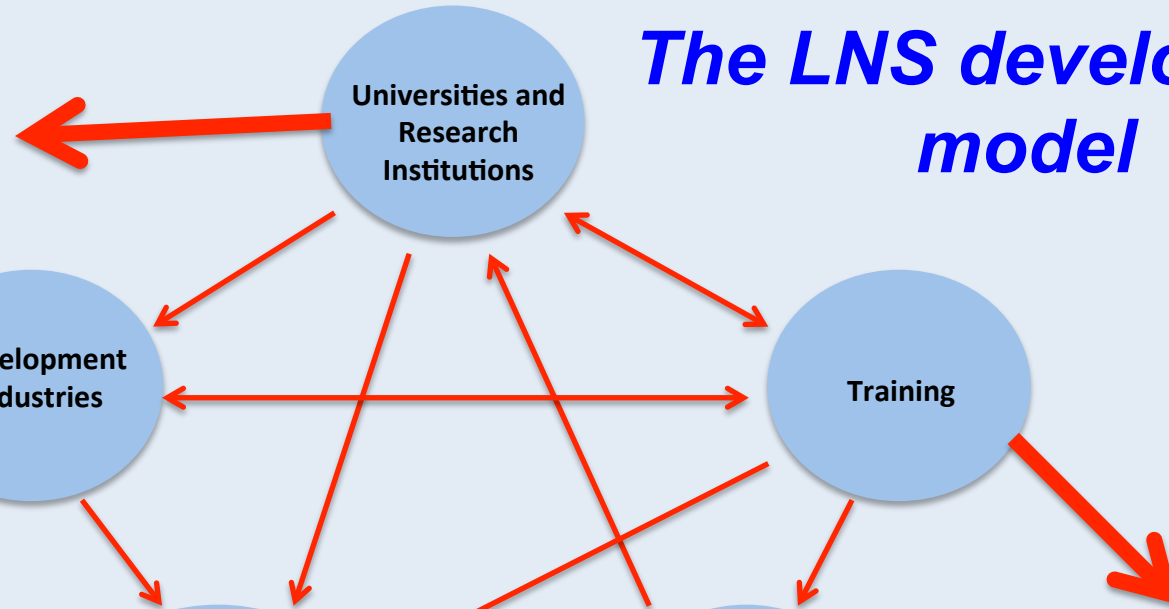 The LNS develo
model
Universities and
Research
Institutions
elopment
dustries
Training